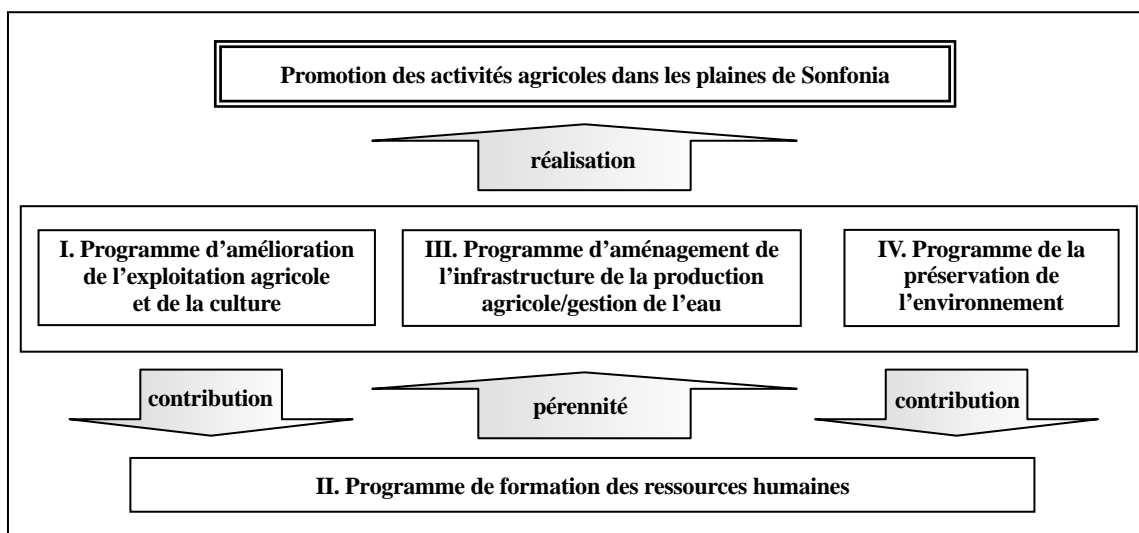 Promotion des activités agricoles dans les plaines de Sonfonia
réalisation
I. Programme d'amélioration
de l'exploitation agricole
et de la culture
III. Programme d'aménagement de
l'infrastructure de la production
agricole/gestion de l'eau
IV. Programme de la
préservation de
l'environnement
contribution
pérennité
contribution
II. Programme de formation des ressources humaines